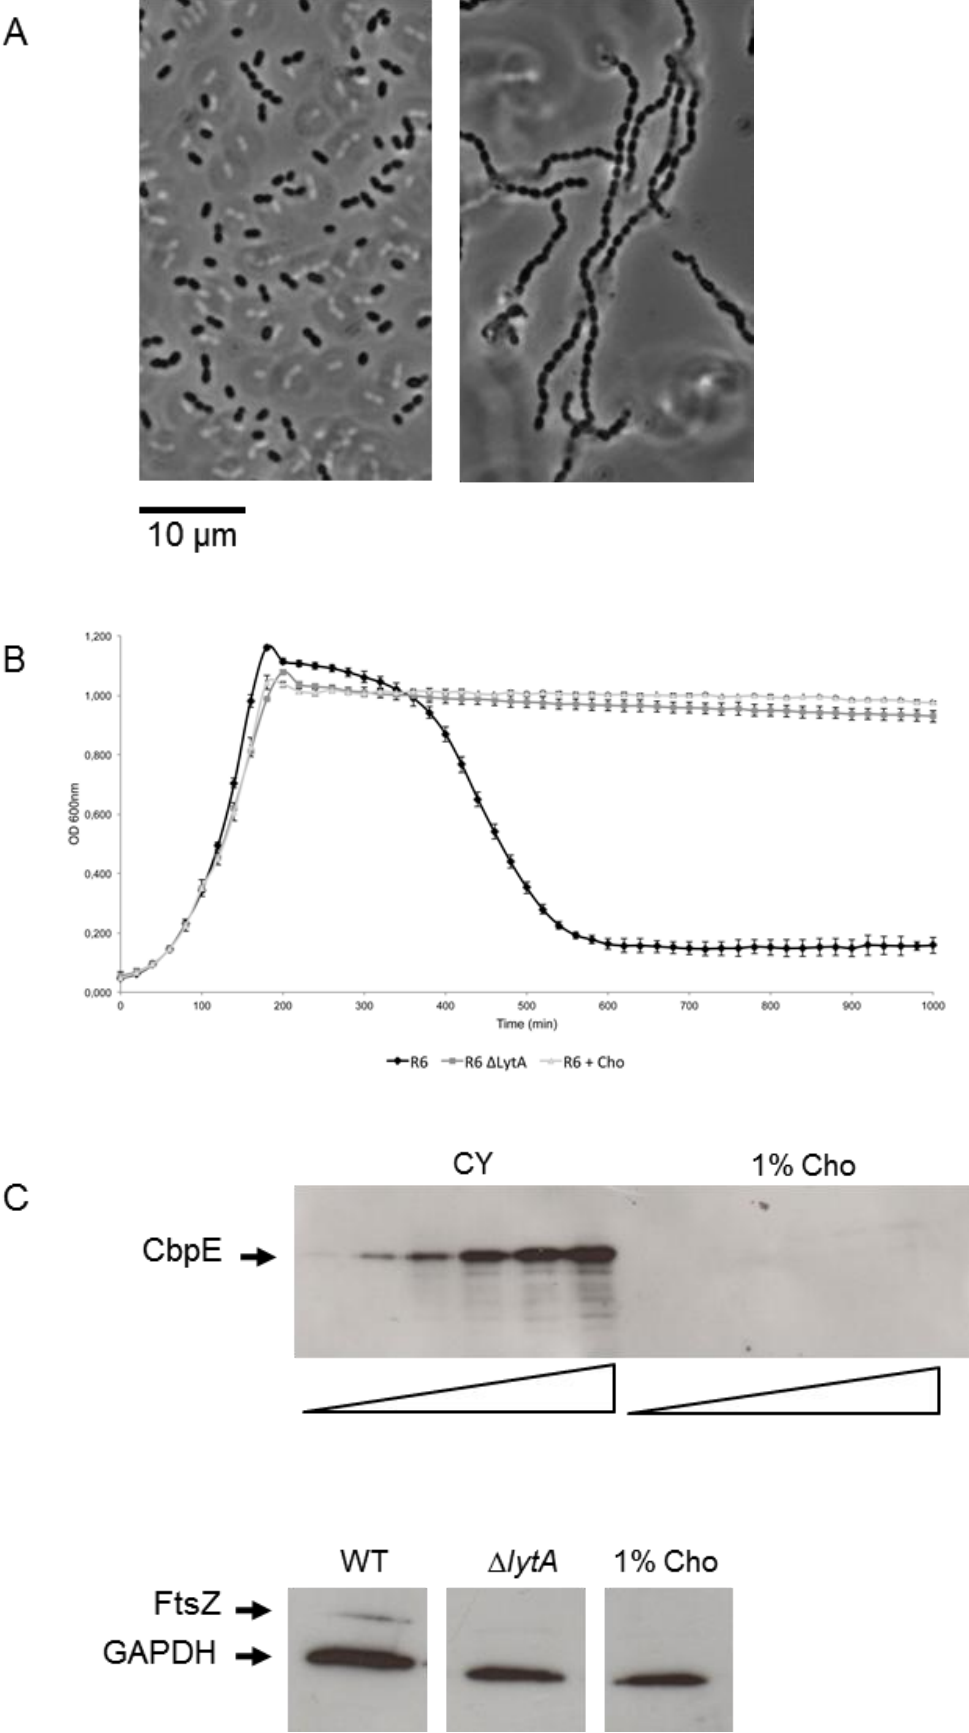 A
10 µm
B
1,200
1,000
0,800
0,600
0,400
0,200
0,000
OD 600nm
0 100 200 300 400 500 600 700 800 900 1000
Time (min)
R6 R6 ΔLytA R6 + Cho
C
CY 1% Cho
CbpE
WT ΔlytA 1% Cho
FtsZ
GAPDH